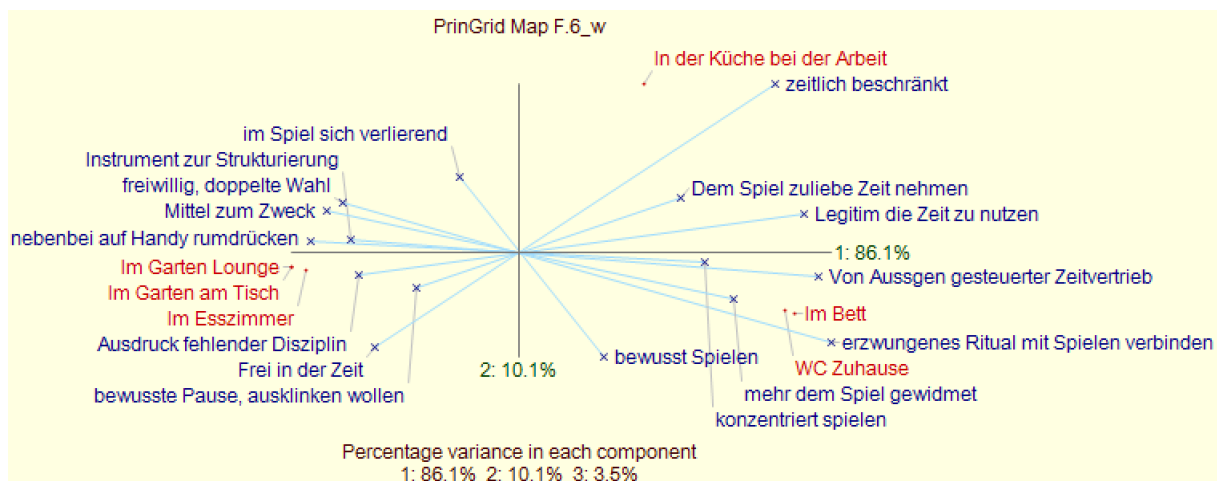 PrinGrid Map F.6_w
In der Küche bei der Arbeit
zeitlich beschränkt
im Spiel sich verlierend
Instrument zur Strukturierung
freiwillig, doppelte Wahl
Mittel zum Zweck
nebenbei auf Handy rumdrücken
Im Garten Lounge
Im Garten am Tisch
Im Esszimmer
Ausdruck fehlender Disziplin
Frei in der Zeit
bewusste Pause, ausklinken wollen
Dem Spiel zuliebe Zeit nehmen
Legitim die Zeit zu nutzen
1: 86.1%
Von Aussgen gesteuerter Zeitvertrieb
Im Bett
erzwungenes Ritual mit Spielen verbinden
bewusst Spielen
WC Zuhause
2: 10.1%
mehr dem Spiel gewidmet
konzentriert spielen
Percentage variance in each component
1: 86.1% 2: 10.1% 3: 3.5%